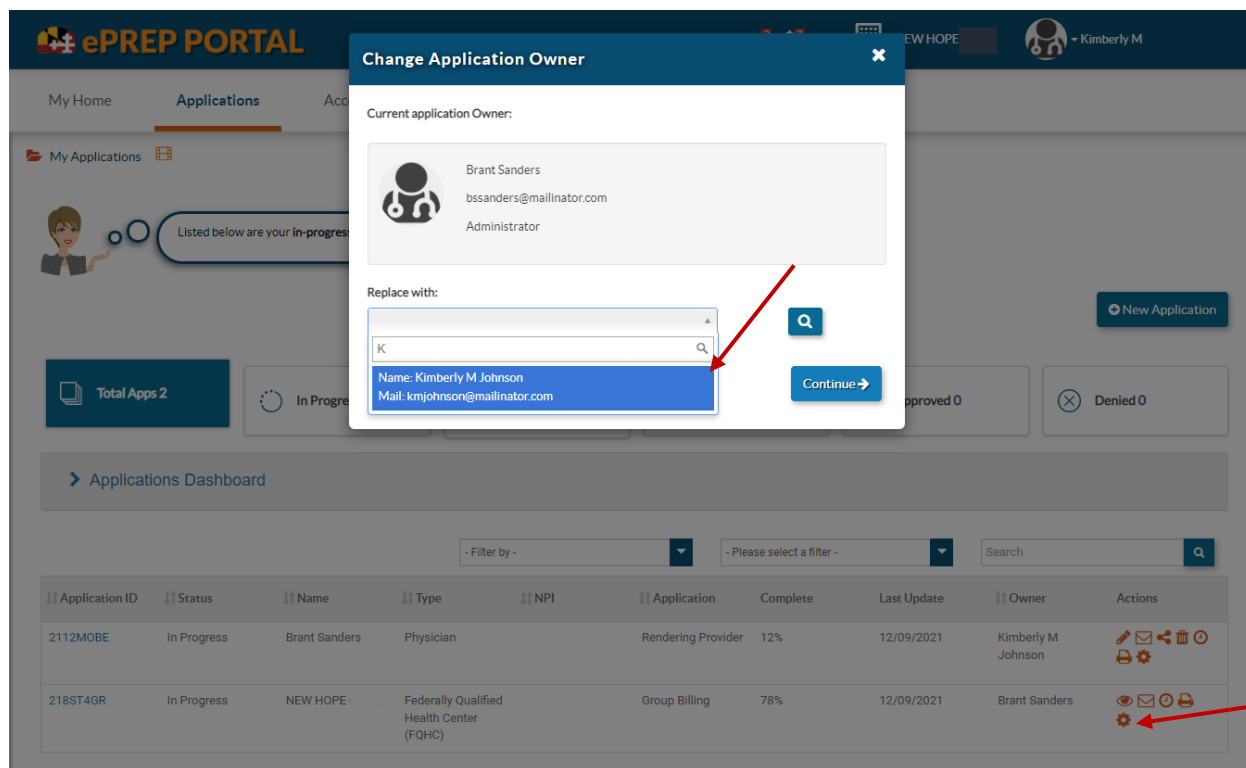 ePREP PORTAL
EW HOPE
Kimberly M
My Home
Applications
Acc
My Applications
Listed below are your in-progress
Change Application Owner
Current application Owner:
Brant Sanders
bssanders@mailinator.com
Administrator
Replace with:
K
Name: Kimberly M Johnson
Mail: kmjohnson@mailinator.com
Continue
New Application
Total Apps 2
In Progre
pproved 0
Denied 0
Applications Dashboard
- Filter by -
- Please select a filter -
Search
Application ID Status Name Type NPI Application Complete Last Update Owner Actions
2112MOBE In Progress Brant Sanders Physician Rendering Provider 12% 12/09/2021 Kimberly M
Johnson
218ST4GR In Progress NEW HOPE Federally Qualified Group Billing 78% 12/09/2021 Brant Sanders
Health Center
(FQHC)